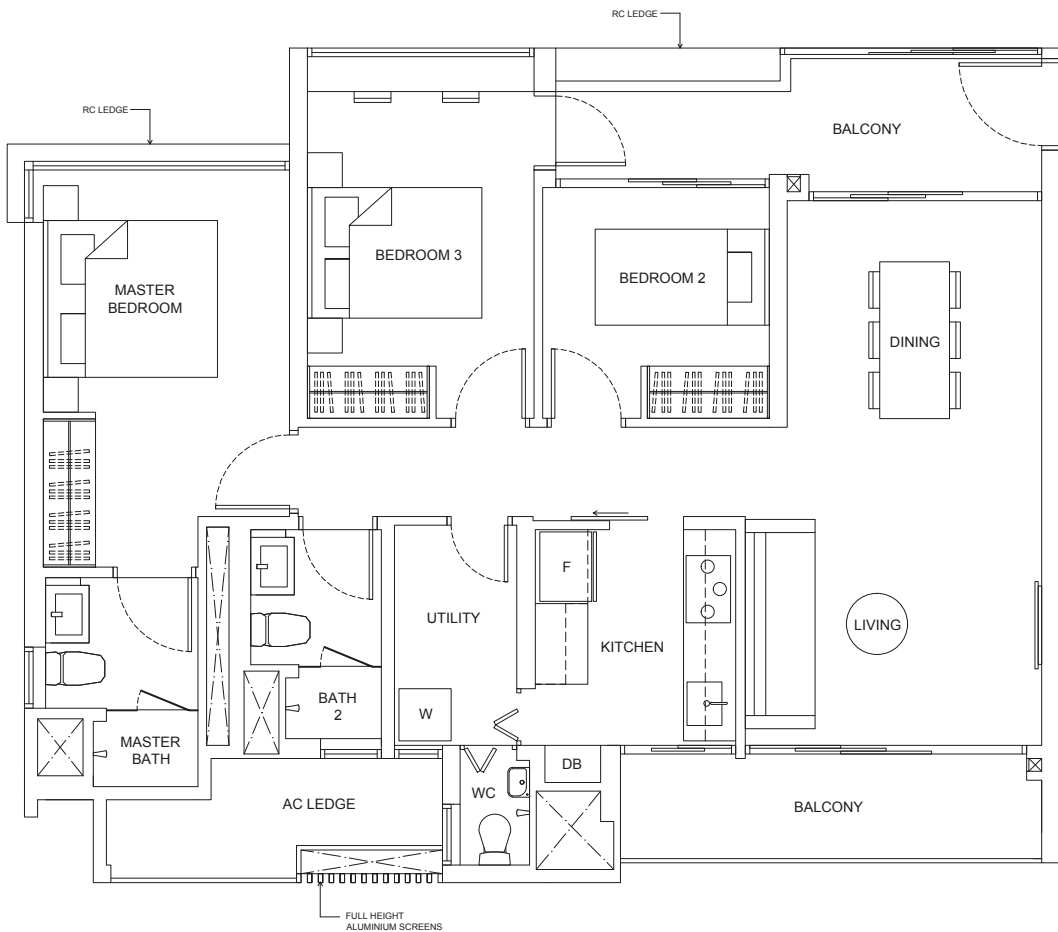 RC LEDGE
RC LEDGE
BALCONY
BEDROOM 3
BEDROOM 2
MASTER
BEDROOM
DINING
F
UTILITY
KITCHEN
LIVING
BATH
2
W
MASTER
BATH
DB
WC
AC LEDGE
BALCONY
FULL HEIGHT
ALUMINIUM SCREENS